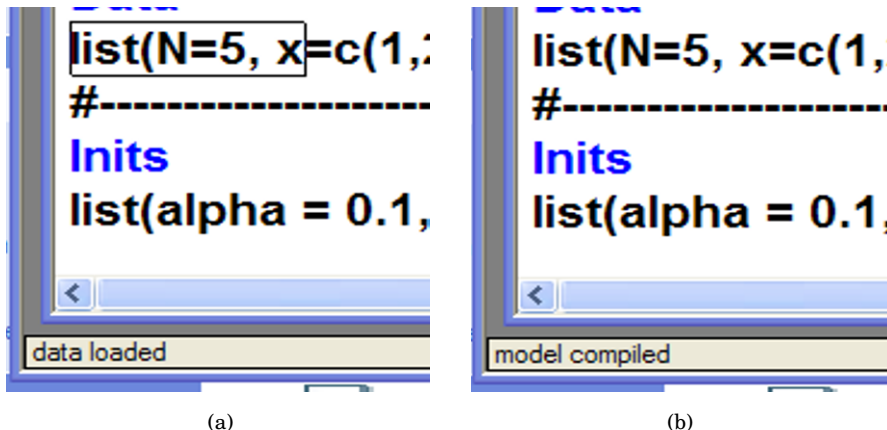 Data
list(N=5, x=c(1,
#--------------------
Inits
list(alpha = 0.1,
data loaded
(a)
list(N=5, x=c(1,
#--------------------
Inits
list(alpha = 0.1
model compiled
(b)